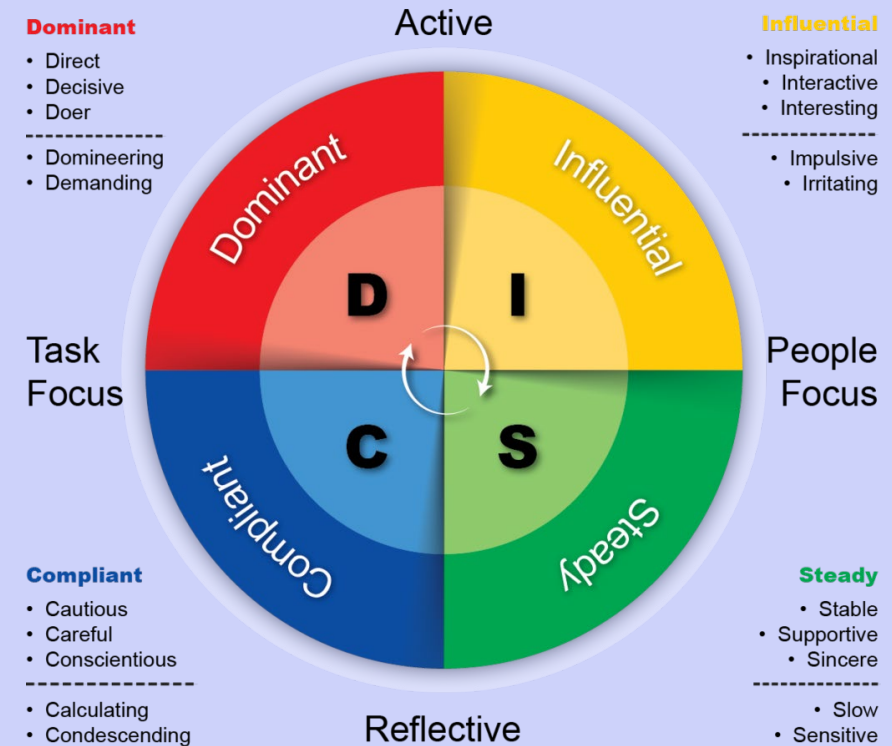 Active
Dominant
• Direct
• Decisive
• Doer
• Domineering
• Demanding
Influential
• Inspirational
• Interactive
• Interesting
• Impulsive
• Irritating
Dominant
Influential
D
I
Task
Focus
People
Focus
C
S
Compliant
Steady
Compliant
• Cautious
• Careful
• Conscientious
• Calculating
• Condescending
Steady
• Stable
• Supportive
• Sincere
• Slow
• Sensitive
Reflective